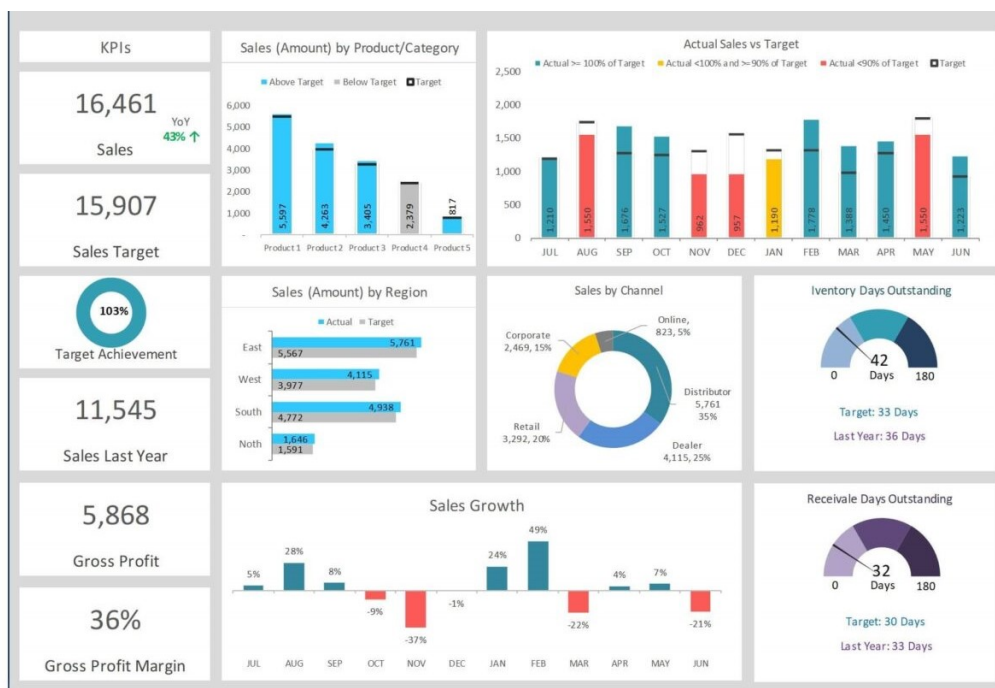 KPIs
16,461
YoY
43% ↑
Sales
15,907
Sales Target
103%
Target Achievement
11,545
Sales Last Year
5,868
Gross Profit
36%
Gross Profit Margin
Sales (Amount) by Product/Category
Above Target Below Target Target
6,000
5,000
4,000
3,000
2,000
1,000
-
5,597 4,263 3,405 2,379 817
Product 1 Product 2 Product 3 Product 4 Product 5
Actual Sales vs Target
Actual >= 100% of Target Actual <100% and >=90% of Target Actual <90% of Target Target
2,500
2,000
1,500
1,000
500
0
1,210 1,550 1,676 1,527 962 957 1,190 1,778 1,388 1,450 1,550 1,223
JUL AUG SEP OCT NOV DEC JAN FEB MAR APR MAY JUN
Sales (Amount) by Region
Actual Target
East 5,761
5,567
West 4,115
3,977
South 4,938
4,772
Noth 1,646
1,591
Sales by Channel
Online,
823, 5%
Corporate
2,469, 15%
Distributor
5,761
35%
Retail
3,292, 20%
Dealer
4,115, 25%
Iventory Days Outstanding
42
0 Days 180
Target: 33 Days
Last Year: 36 Days
Sales Growth
5% 28% 8% -9% -37% -1% 24% 49% -22% 4% 7% -21%
JUL AUG SEP OCT NOV DEC JAN FEB MAR APR MAY JUN
Receivale Days Outstanding
32
0 Days 180
Target: 30 Days
Last Year: 33 Days